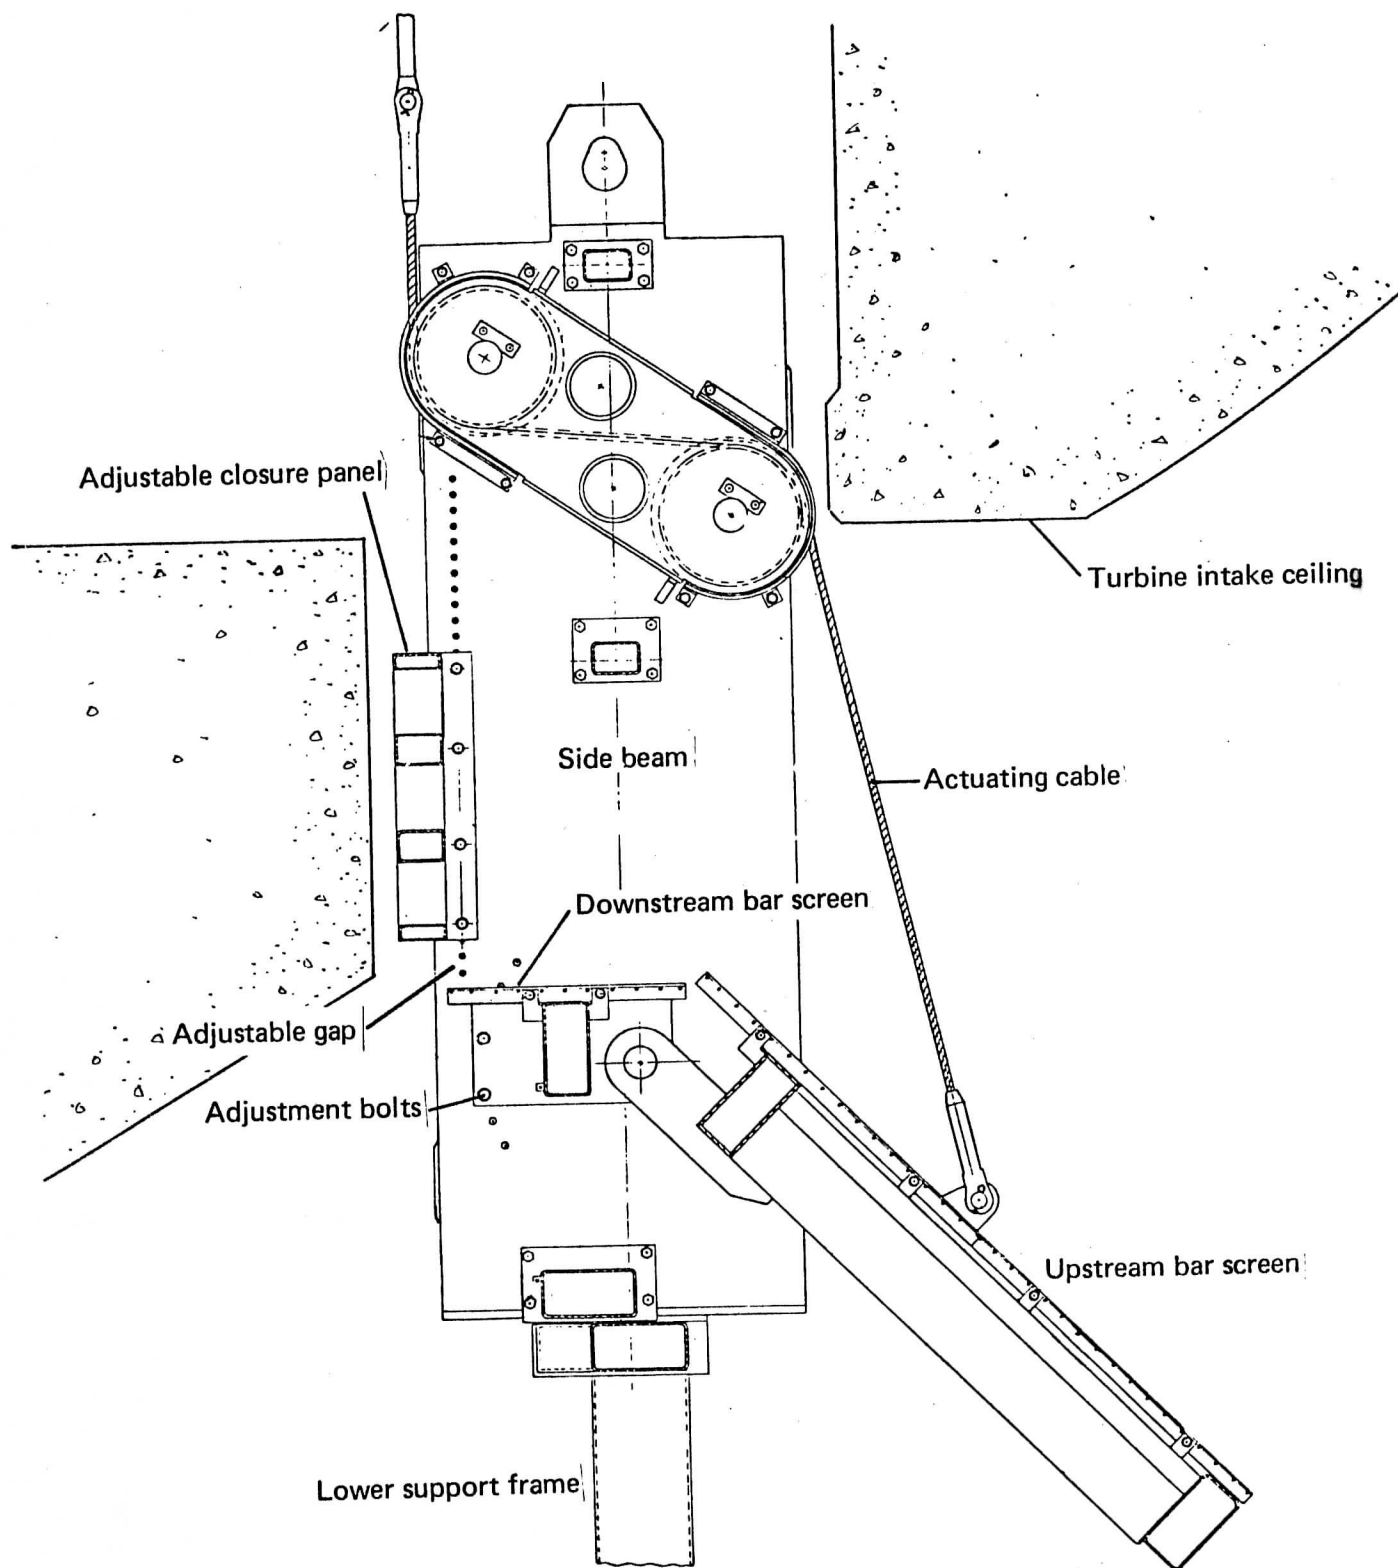 Adjustable closure panel
Turbine intake ceiling
Side beam
Actuating cable
Downstream bar screen
Adjustable gap
Adjustment bolts
Upstream bar screen
Lower support frame